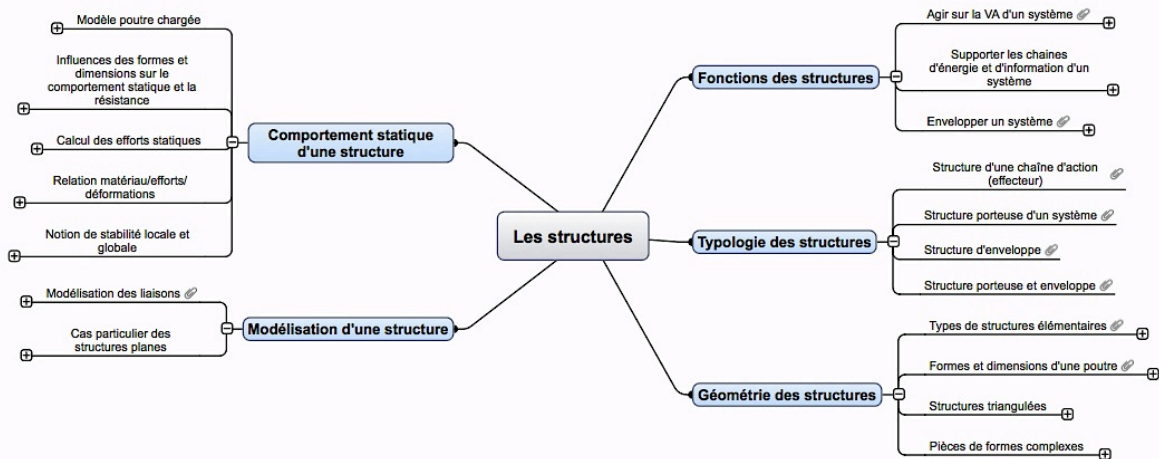 Les structures
Fonctions des structures
Agir sur la VA d'un système
Supporter les chaines
d'énergie et d'information d'un
système
Envelopper un système
Typologie des structures
Structure d'une chaîne d'action
(effecteur)
Structure porteuse d'un système
Structure d'enveloppe
Structure porteuse et enveloppe
Géométrie des structures
Types de structures élémentaires
Formes et dimensions d'une poutre
Structures triangulées
Pièces de formes complexes
Comportement statique
d'une structure
Modèle poutre chargée
Influences des formes et
dimensions sur le
comportement statique et la
résistance
Calcul des efforts statiques
Relation matériau/efforts/
déformations
Notion de stabilité locale et
globale
Modélisation d'une structure
Modélisation des liaisons
Cas particulier des
structures planes